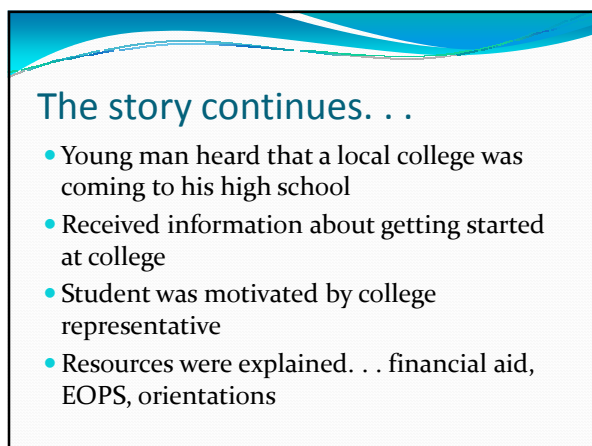 The story continues. . .
• Young man heard that a local college was
coming to his high school
• Received information about getting started
at college
• Student was motivated by college
representative
• Resources were explained. . . financial aid,
EOPS, orientations